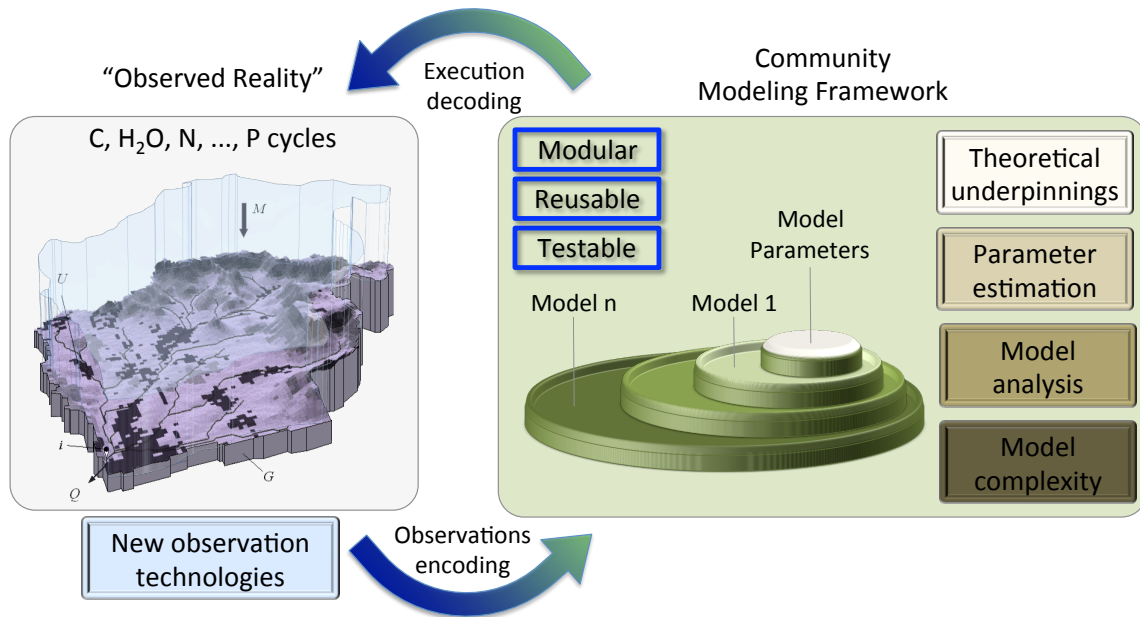 Execution
decoding
“Observed Reality”
Community
Modeling Framework
C, H₂O, N, ..., P cycles
M
U
i
Q
G
Modular
Reusable
Testable
Model
Parameters
Model n
Model 1
Theoretical
underpinnings
Parameter
estimation
Model
analysis
Model
complexity
New observation
technologies
Observations
encoding